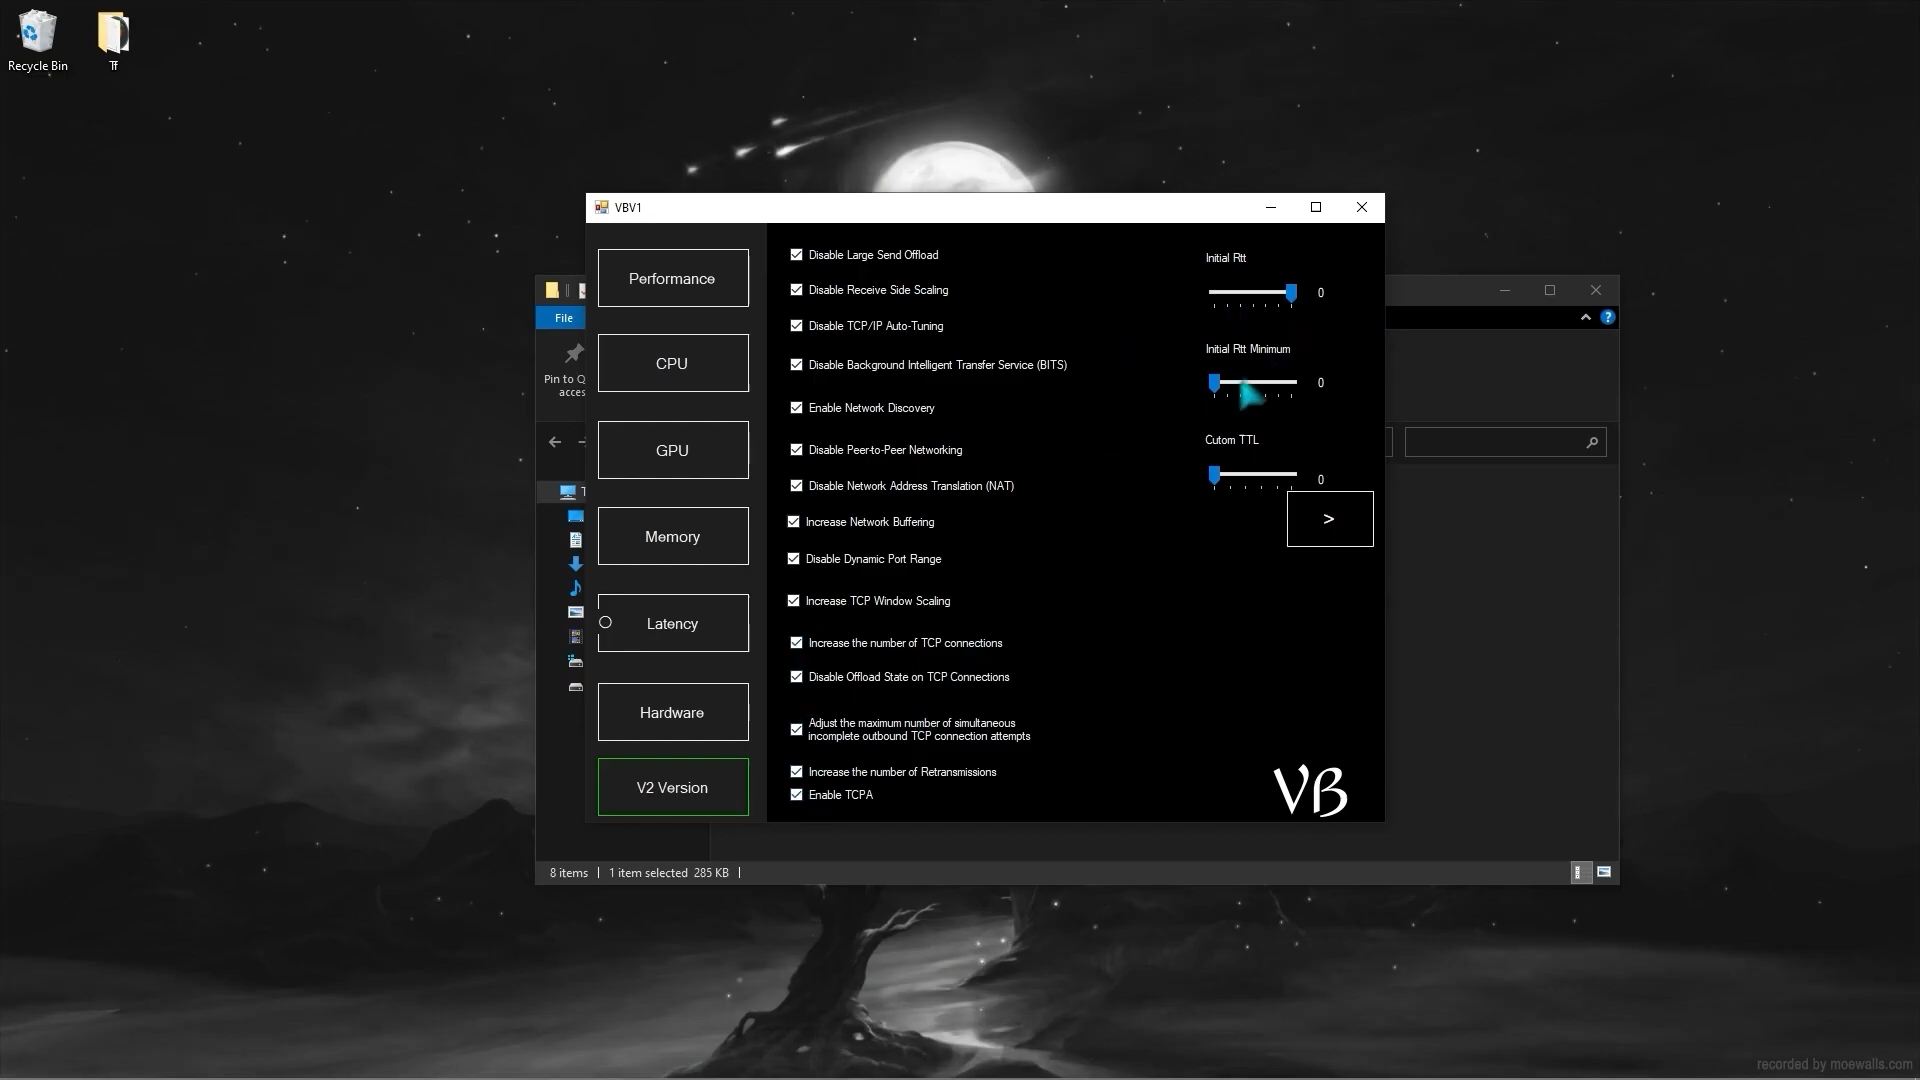 Recycle Bin
Tf
VBV1
Performance
CPU
GPU
Memory
Latency
Hardware
V2 Version
Disable Large Send Offload
Disable Receive Side Scaling
Disable TCP/IP Auto-Tuning
Disable Background Intelligent Transfer Service (BITS)
Enable Network Discovery
Disable Peer-to-Peer Networking
Disable Network Address Translation (NAT)
Increase Network Buffering
Disable Dynamic Port Range
Increase TCP Window Scaling
Increase the number of TCP connections
Disable Offload State on TCP Connections
Adjust the maximum number of simultaneous
incomplete outbound TCP connection attempts
Increase the number of Retransmissions
Enable TCPA
Initial Rtt
0
Initial Rtt Minimum
0
Cutom TTL
0
>
VB
File
?
Pin to Q
acces
T
8 items
1 item selected 285 KB
recorded by moewalls.com